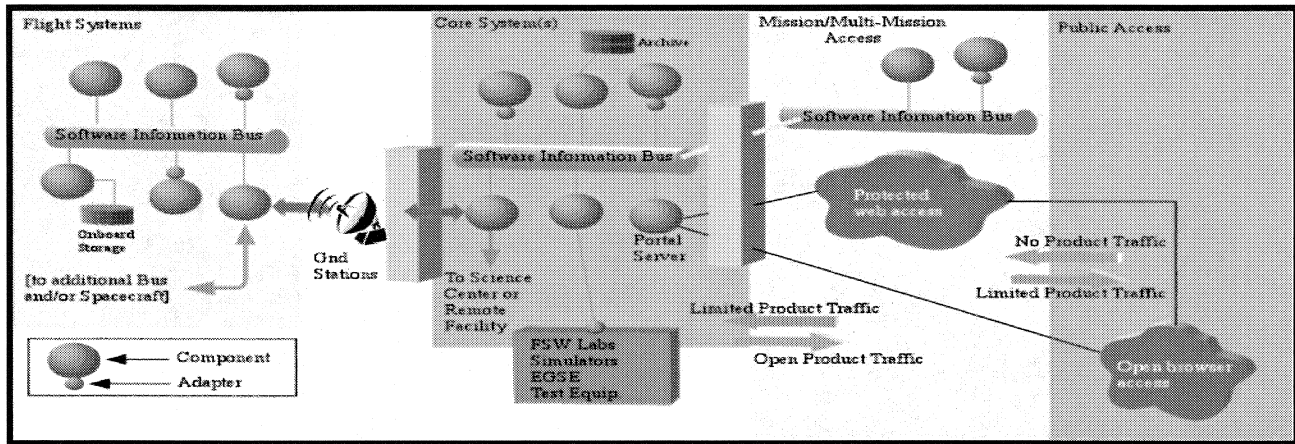 Flight Systems
Software Information Bus
Onboard
Storage
[to additional Bus
and/or Spacecraft]
Component
Adapter
Gnd
Stations
Core System(s)
Archive
Software Information Bus
Portal
Server
To Science
Center or
Remote
Facility
FSW Labs
Simulators
EGSE
Test Equip
Limited Product Traffic
Open Product Traffic
Mission/Multi-Mission
Access
Software Information Bus
Protected
web access
Public Access
No Product Traffic
Limited Product Traffic
Open browser
access